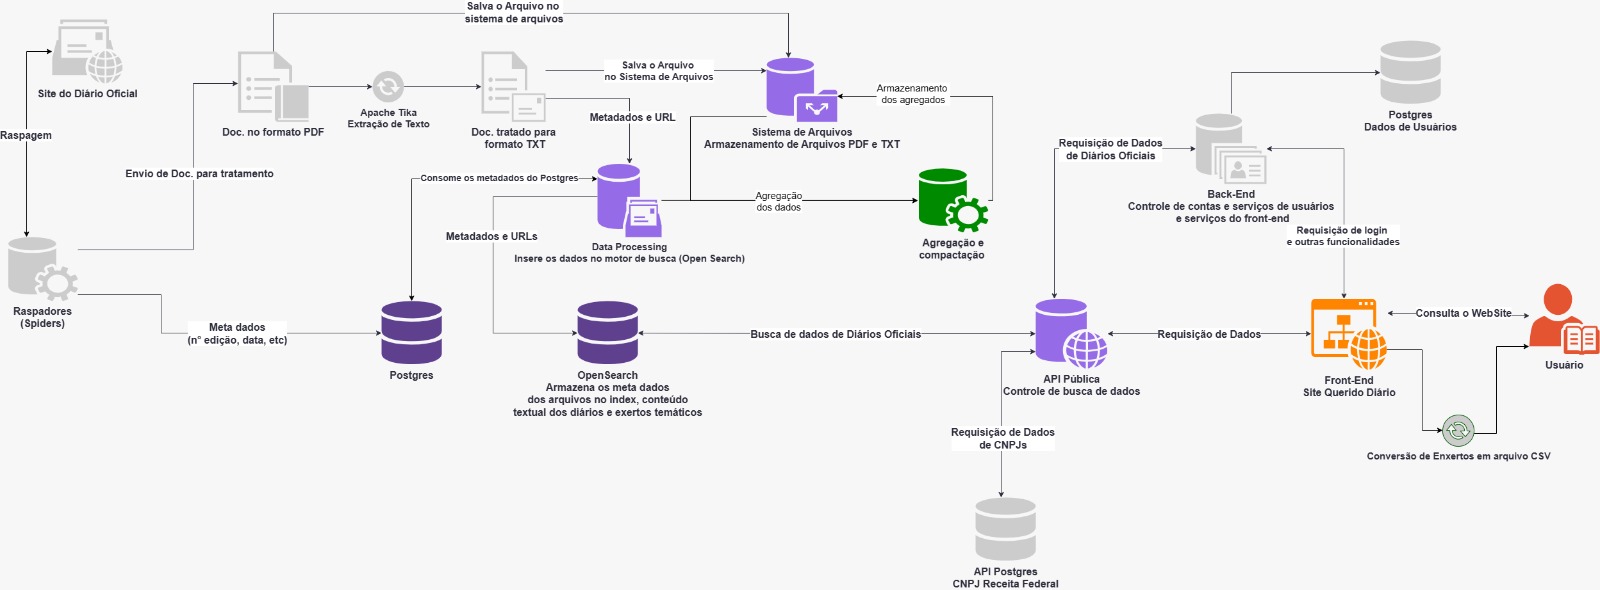 Salva o Arquivo no
sistema de arquivos
Site do Diário Oficial
Raspagem
Doc. no formato PDF
Apache Tika
Extração de Texto
Doc. tratado para
formato TXT
Salva o Arquivo
no Sistema de Arquivos
Metadados e URL
Sistema de Arquivos
Armazenamento de Arquivos PDF e TXT
Armazenamento
dos agregados
Postgres
Dados de Usuários
Requisição de Dados
de Diários Oficiais
Envio de Doc. para tratamento
Consome os metadados do Postgres
Agregação
dos dados
Back-End
Controle de contas e serviços de usuários
e serviços do front-end
Requisição de login
e outras funcionalidades
Metadados e URLs
Data Processing
Insere os dados no motor de busca (Open Search)
Agregação e
compactação
Raspadores
(Spiders)
Meta dados
(n° edição, data, etc)
Postgres
OpenSearch
Armazena os meta dados
dos arquivos no index, conteúdo
textual dos diários e exertos temáticos
Busca de dados de Diários Oficiais
API Pública
Controle de busca de dados
Requisição de Dados
Front-End
Site Querido Diário
Consulta o WebSite
Usuário
Requisição de Dados
de CNPJs
Conversão de Enxertos em arquivo CSV
API Postgres
CNPJ Receita Federal